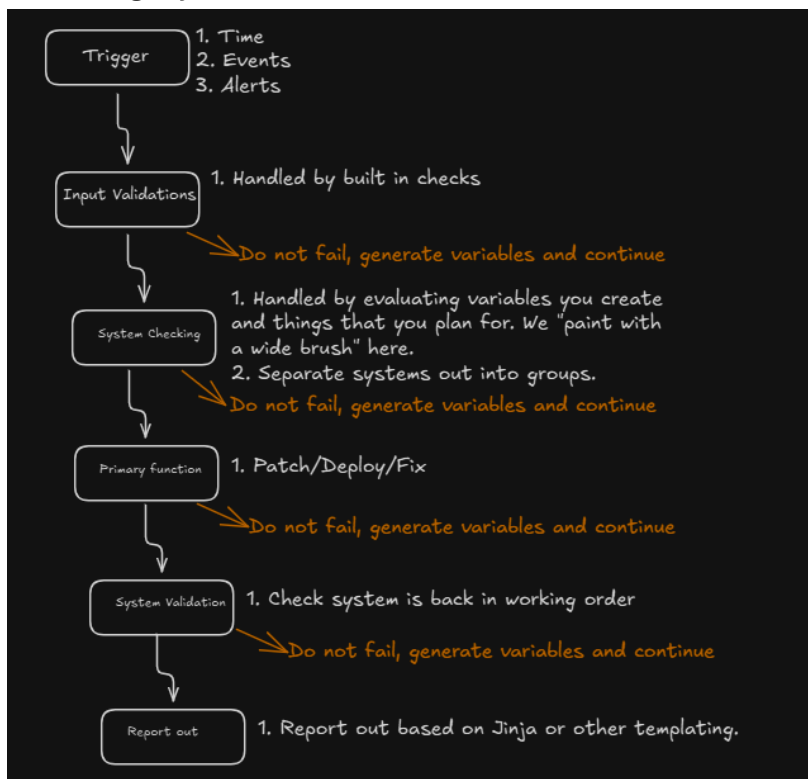 Trigger
1. Time
2. Events
3. Alerts
Input Validations
1. Handled by built in checks
Do not fail, generate variables and continue
System Checking
1. Handled by evaluating variables you create
and things that you plan for. We "paint with
a wide brush" here.
2. Separate systems out into groups.
Do not fail, generate variables and continue
Primary function
1. Patch/Deploy/Fix
Do not fail, generate variables and continue
System Validation
1. Check system is back in working order
Do not fail, generate variables and continue
Report out
1. Report out based on Jinja or other templating.